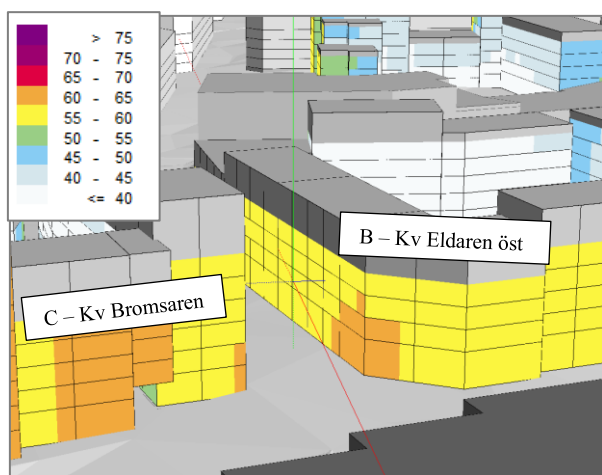 > 75
70 - 75
65 - 70
60 - 65
55 - 60
50 - 55
45 - 50
40 - 45
<= 40
B – Kv Eldaren öst
C – Kv Bromsaren